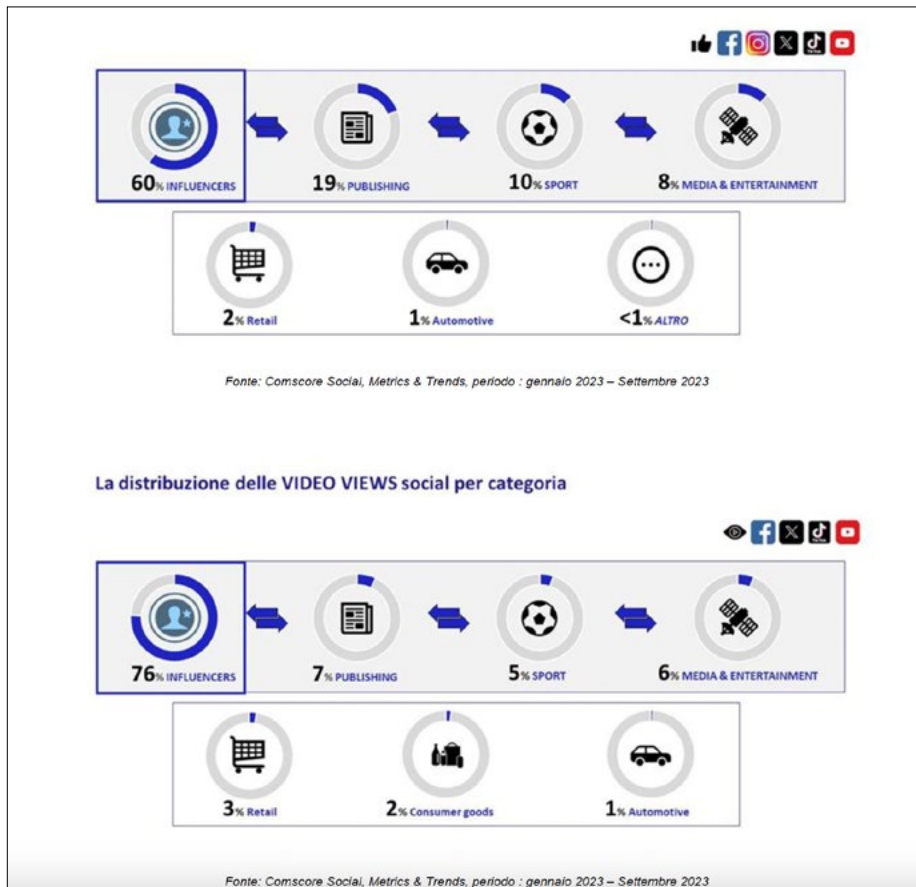 60% INFLUENCERS
19% PUBLISHING
10% SPORT
8% MEDIA & ENTERTAINMENT
2% Retail
1% Automotive
<1% ALTRO
Fonte: Comscore Social, Metrics & Trends, periodo : gennaio 2023 – Settembre 2023
La distribuzione delle VIDEO VIEWS social per categoria
76% INFLUENCERS
7% PUBLISHING
5% SPORT
6% MEDIA & ENTERTAINMENT
3% Retail
2% Consumer goods
1% Automotive
Fonte: Comscore Social, Metrics & Trends, periodo : gennaio 2023 – Settembre 2023